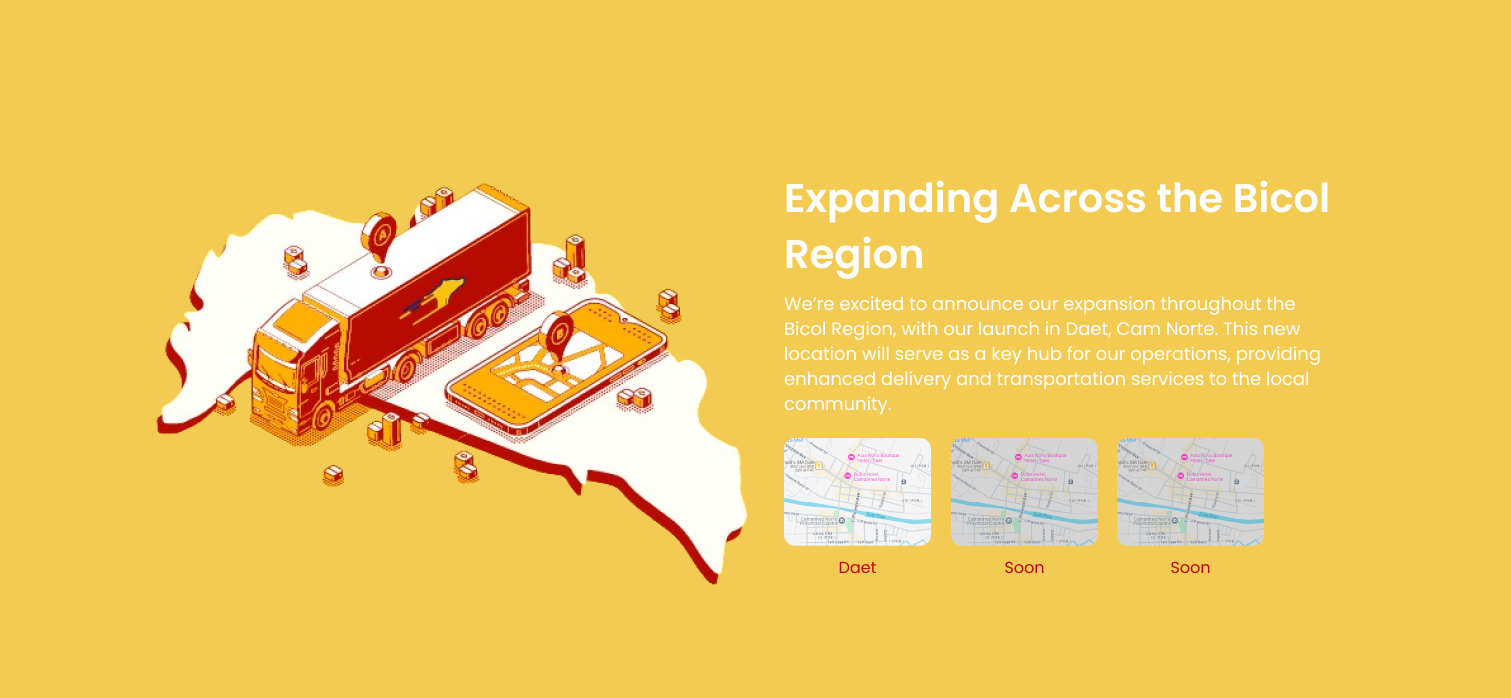 Expanding Across the Bicol
Region
We’re excited to announce our expansion throughout the
Bicol Region, with our launch in Daet, Cam Norte. This new
location will serve as a key hub for our operations, providing
enhanced delivery and transportation services to the local
community.
A
B
Daet
Soon
Soon